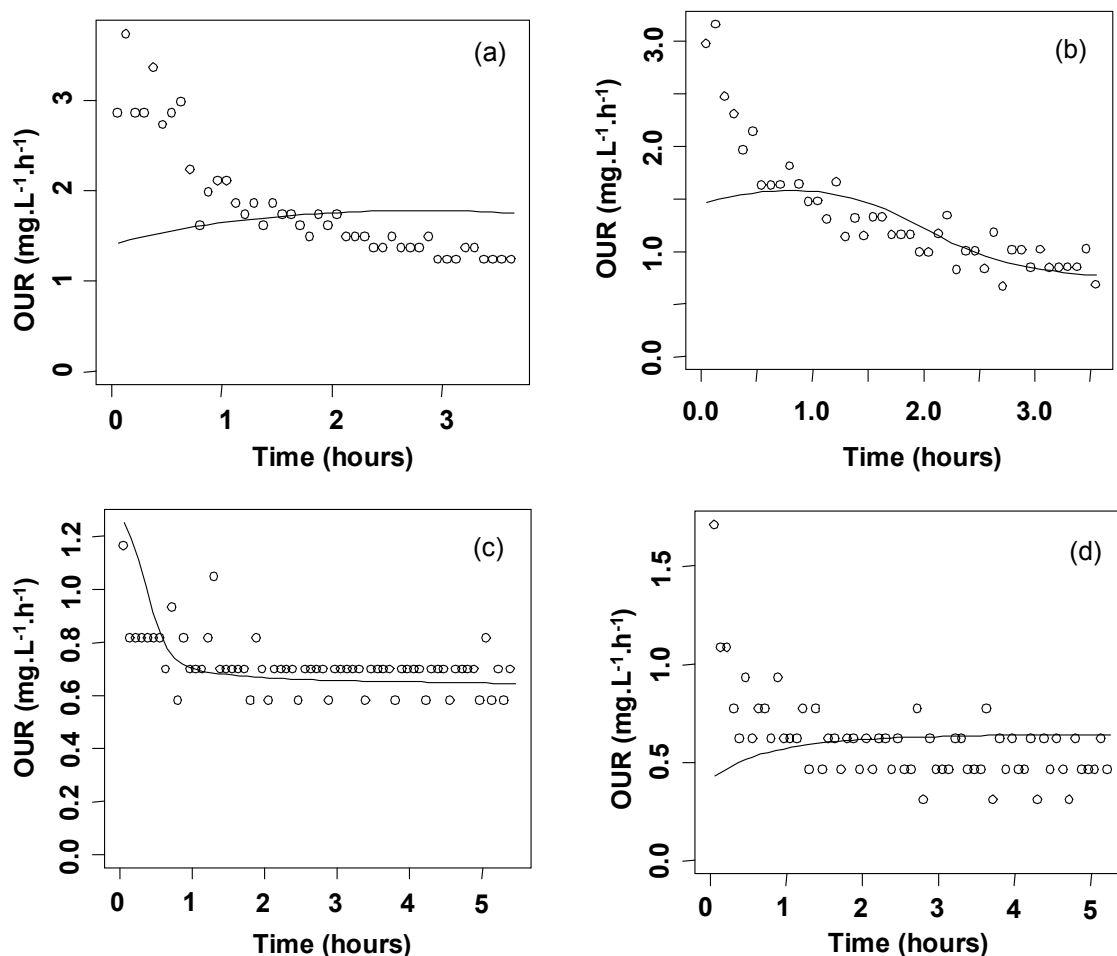 (a)
OUR (mg.L⁻¹.h⁻¹)
3
2
1
0
0 1 2 3
Time (hours)
(b)
OUR (mg.L⁻¹.h⁻¹)
3.0
2.0
1.0
0.0
0.0 1.0 2.0 3.0
Time (hours)
(c)
OUR (mg.L⁻¹.h⁻¹)
1.2
1.0
0.8
0.6
0.4
0.2
0.0
0 1 2 3 4 5
Time (hours)
(d)
OUR (mg.L⁻¹.h⁻¹)
1.5
1.0
0.5
0.0
0 1 2 3 4 5
Time (hours)